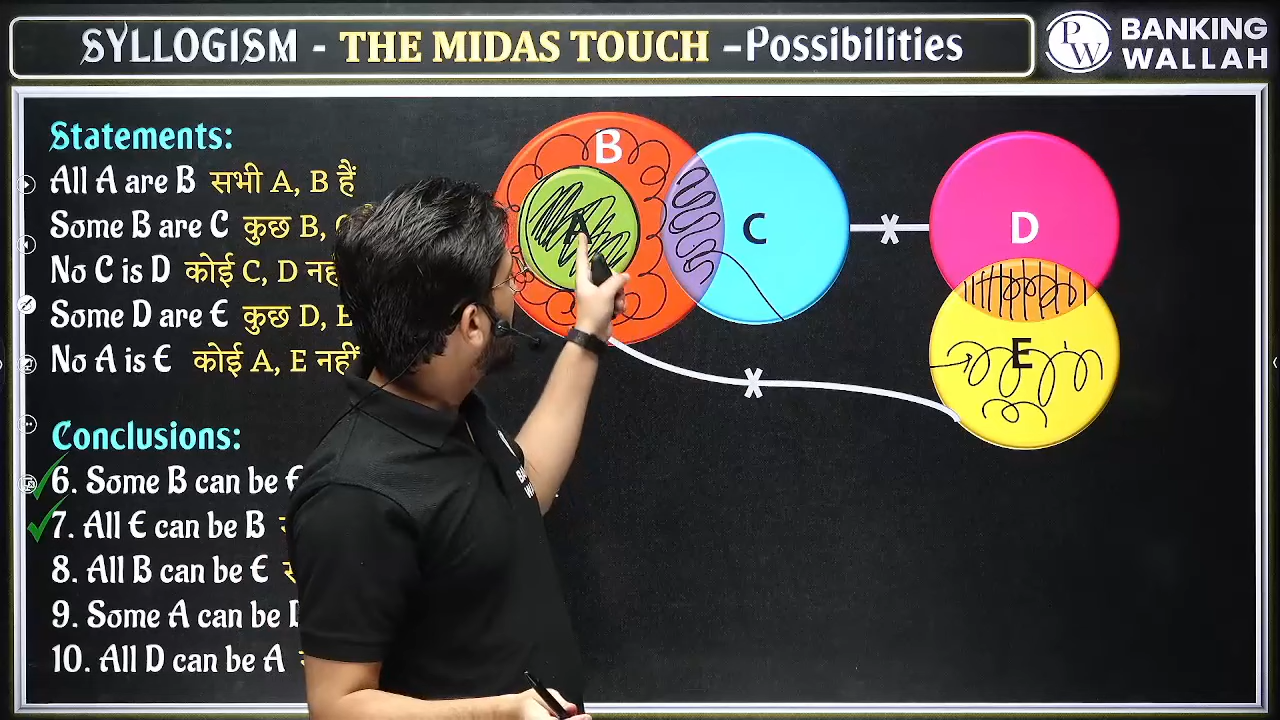 SYLLOGISM - THE MIDAS TOUCH -Possibilities
PW BANKING WALLAH
Statements:
All A are B सभी A, B हैं
Some B are C कुछ B,
No C is D कोई C, D
Some D are E कुछ D, E
No A is E कोई A, E नहीं
Conclusions:
6. Some B can be E
7. All E can be B
8. All B can be E
9. Some A can be D
10. All D can be A
B
A
C
D
E